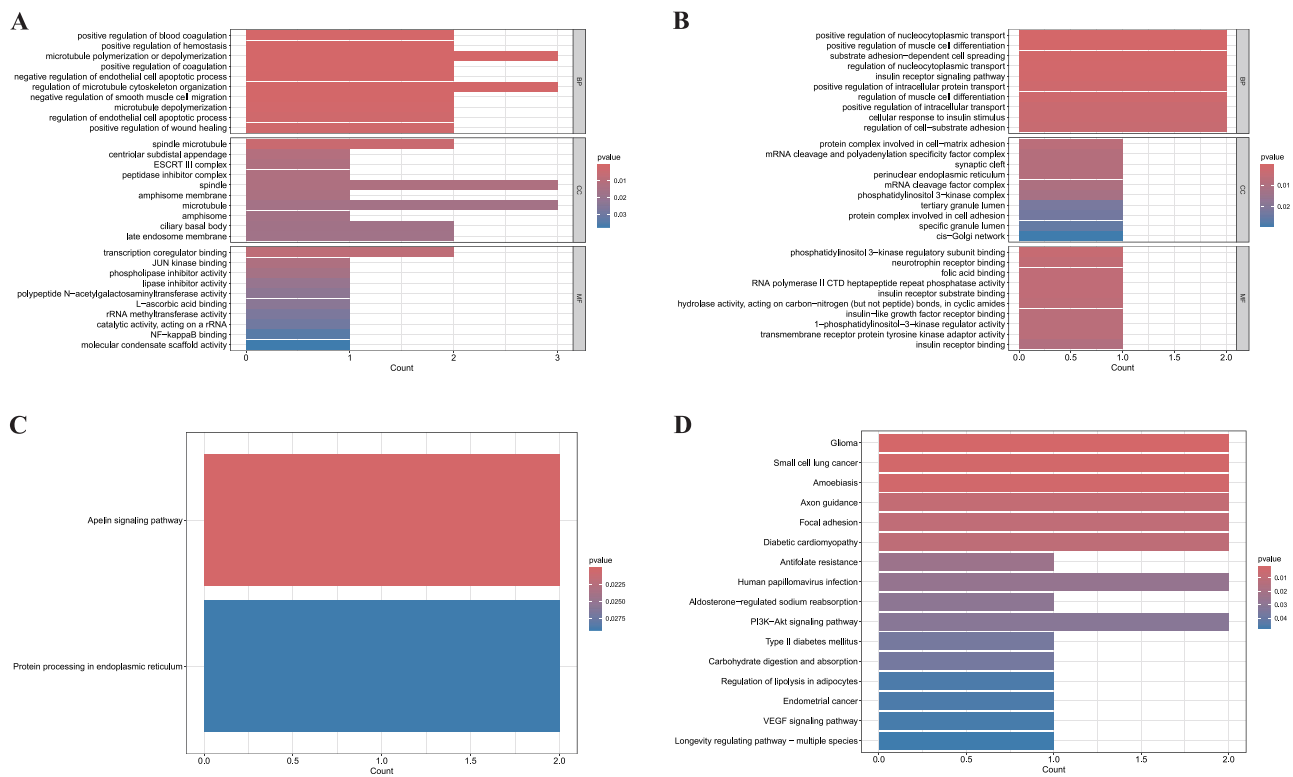 A
positive regulation of blood coagulation
positive regulation of hemostasis
microtubule polymerization or depolymerization
positive regulation of coagulation
negative regulation of endothelial cell apoptotic process
regulation of microtubule cytoskeleton organization
negative regulation of smooth muscle cell migration
microtubule depolymerization
regulation of endothelial cell apoptotic process
positive regulation of wound healing
BP
spindle microtubule
centriolar subdistal appendage
ESCRT III complex
peptidase inhibitor complex
spindle
amphisome membrane
microtubule
amphisome
ciliary basal body
late endosome membrane
CC
transcription coregulator binding
JUN kinase binding
phospholipase inhibitor activity
lipase inhibitor activity
polypeptide N−acetylgalactosaminyltransferase activity
L−ascorbic acid binding
rRNA methyltransferase activity
catalytic activity, acting on a rRNA
NF−kappaB binding
molecular condensate scaffold activity
MF
0 1 2 3
Count
pvalue
0.01
0.02
0.03
B
positive regulation of nucleocytoplasmic transport
positive regulation of muscle cell differentiation
substrate adhesion−dependent cell spreading
regulation of nucleocytoplasmic transport
insulin receptor signaling pathway
positive regulation of intracellular protein transport
regulation of muscle cell differentiation
positive regulation of intracellular transport
cellular response to insulin stimulus
regulation of cell−substrate adhesion
BP
protein complex involved in cell−matrix adhesion
mRNA cleavage and polyadenylation specificity factor complex
synaptic cleft
perinuclear endoplasmic reticulum
mRNA cleavage factor complex
phosphatidylinositol 3−kinase complex
tertiary granule lumen
protein complex involved in cell adhesion
specific granule lumen
cis−Golgi network
CC
phosphatidylinositol 3−kinase regulatory subunit binding
neurotrophin receptor binding
folic acid binding
RNA polymerase II CTD heptapeptide repeat phosphatase activity
insulin receptor substrate binding
hydrolase activity, acting on carbon−nitrogen (but not peptide) bonds, in cyclic amides
insulin−like growth factor receptor binding
1−phosphatidylinositol−3−kinase regulator activity
transmembrane receptor protein tyrosine kinase adaptor activity
insulin receptor binding
MF
0.0 0.5 1.0 1.5 2.0
Count
pvalue
0.01
0.02
C
Apelin signaling pathway
Protein processing in endoplasmic reticulum
0.0 0.5 1.0 1.5 2.0
Count
pvalue
0.0225
0.0250
0.0275
D
Glioma
Small cell lung cancer
Amoebiasis
Axon guidance
Focal adhesion
Diabetic cardiomyopathy
Antifolate resistance
Human papillomavirus infection
Aldosterone−regulated sodium reabsorption
PI3K−Akt signaling pathway
Type II diabetes mellitus
Carbohydrate digestion and absorption
Regulation of lipolysis in adipocytes
Endometrial cancer
VEGF signaling pathway
Longevity regulating pathway − multiple species
0.0 0.5 1.0 1.5 2.0
Count
pvalue
0.01
0.02
0.03
0.04